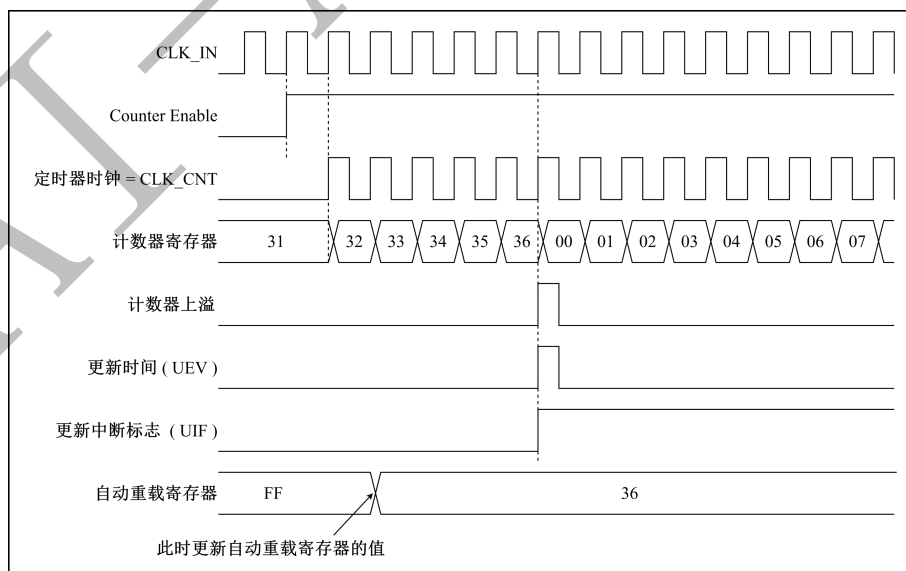 CLK_IN
Counter Enable
定时器时钟 = CLK_CNT
计数器寄存器 31 32 33 34 35 36 00 01 02 03 04 05 06 07
计数器上溢
更新时间 ( UEV )
更新中断标志 ( UIF )
自动重载寄存器 FF 36
此时更新自动重载寄存器的值